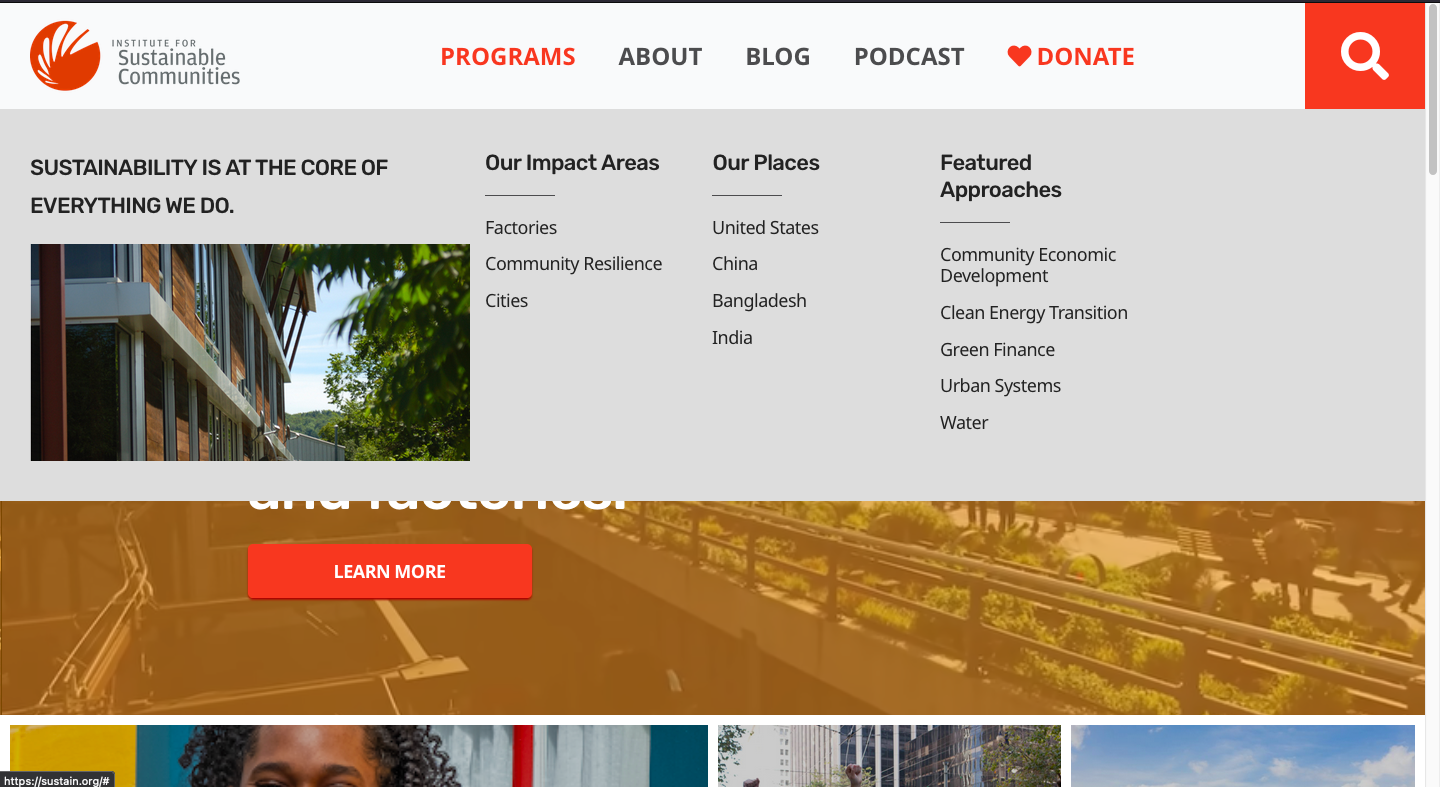 INSTITUTE FOR
Sustainable
Communities
PROGRAMS
ABOUT
BLOG
PODCAST
DONATE
SUSTAINABILITY IS AT THE CORE OF
EVERYTHING WE DO.
Our Impact Areas
Factories
Community Resilience
Cities
Our Places
United States
China
Bangladesh
India
Featured
Approaches
Community Economic
Development
Clean Energy Transition
Green Finance
Urban Systems
Water
and factories.
LEARN MORE
https://sustain.org/#